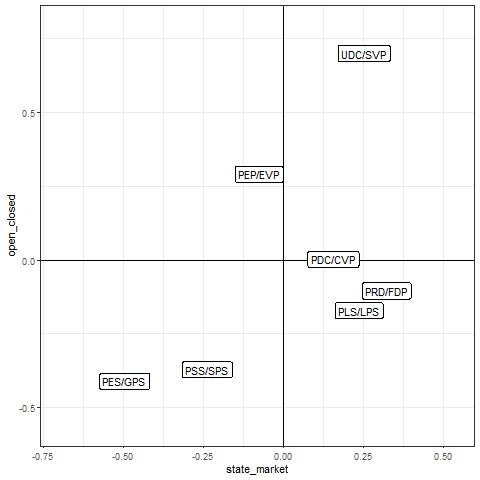 UDC/SVP
0.5
PEP/EVP
open_closed
0.0
PDC/CVP
PRD/FDP
PLS/LPS
PSS/SPS
PES/GPS
-0.5
-0.75
-0.50
-0.25
0.00
0.25
0.50
state_market